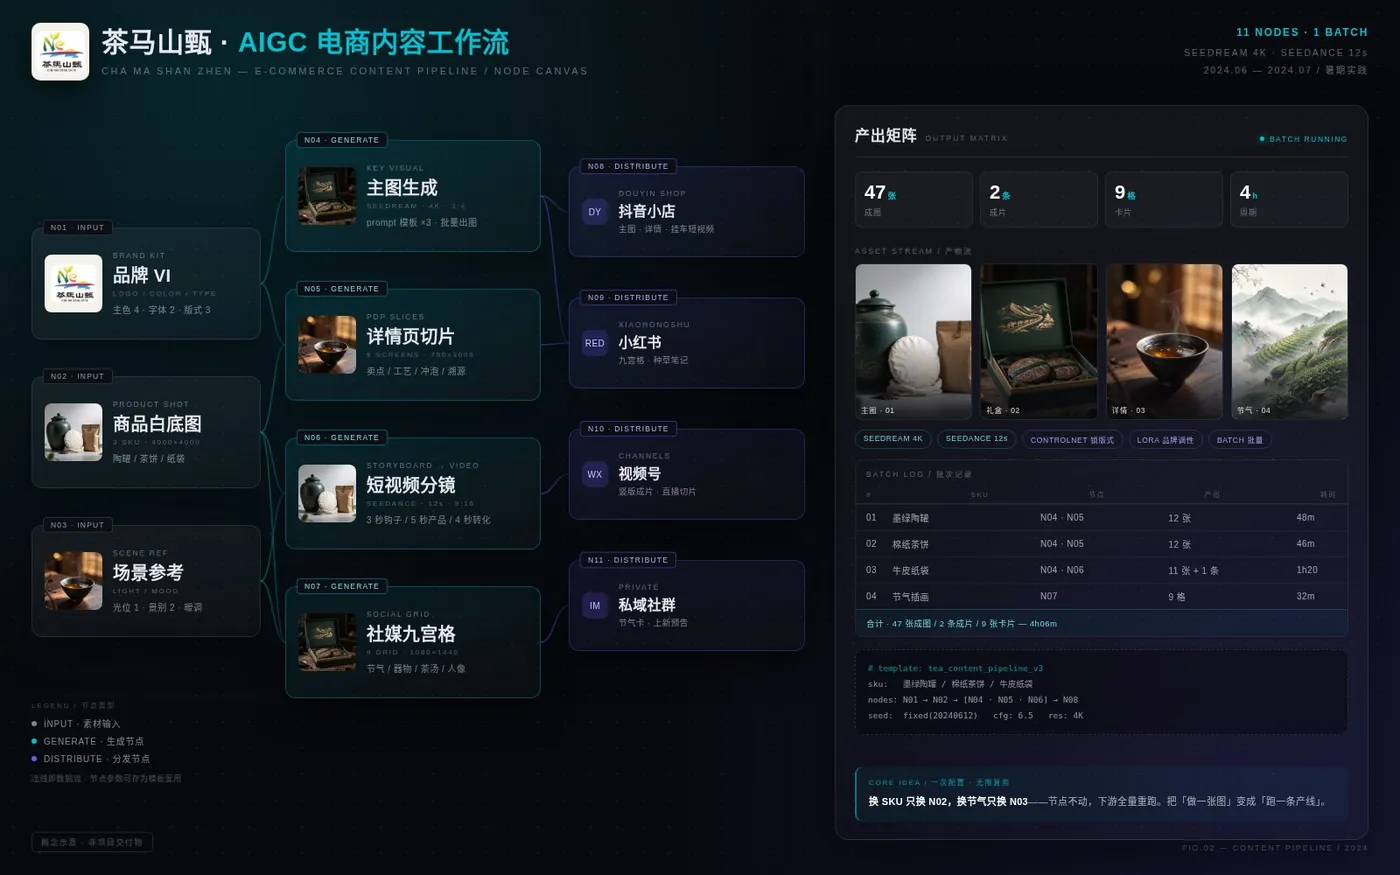 茶马山甄 · AIGC 电商内容工作流
CHA MA SHAN ZHEN — E-COMMERCE CONTENT PIPELINE / NODE CANVAS
11 NODES · 1 BATCH
SEEDREAM 4K · SEEDANCE 12s
2024.06 — 2024.07 / 暑期实践
N01 · INPUT
BRAND KIT
品牌 VI
LOGO / COLOR / TYPE
主色 4 · 字体 2 · 版式 3
N02 · INPUT
PRODUCT SHOT
商品白底图
3 SKU · 4000×4000
陶罐 / 茶饼 / 纸袋
N03 · INPUT
SCENE REF
场景参考
LIGHT / MOOD
光位 1 · 景别 2 · 暖调
N04 · GENERATE
KEY VISUAL
主图生成
SEEDREAM · 4K · 3:4
prompt 模板 ×3 · 批量出图
N05 · GENERATE
PDP SLICES
详情页切片
卖点 / 工艺 / 冲泡 / 溯源
N06 · GENERATE
STORYBOARD → VIDEO
短视频分镜
SEEDANCE · 12s · 9:16
3 秒钩子 / 5 秒产品 / 4 秒转化
N07 · GENERATE
SOCIAL GRID
社媒九宫格
9 GRID · 1080×1440
节气 / 器物 / 茶汤 / 人像
N08 · DISTRIBUTE
DY
DOUYIN SHOP
抖音小店
主图 · 详情 · 挂车短视频
N09 · DISTRIBUTE
RED
XIAOHONGSHU
小红书
九宫格 · 种草笔记
N10 · DISTRIBUTE
WX
CHANNELS
视频号
竖版成片 · 直播切片
N11 · DISTRIBUTE
IM
PRIVATE
私域社群
节气卡 · 上新预告
LEGEND / 节点类型
INPUT · 素材输入
GENERATE · 生成节点
DISTRIBUTE · 分发节点
连线即数据流 · 节点参数可存为模板复用
概念示意 · 非项目交付物
产出矩阵 OUTPUT MATRIX
BATCH RUNNING
47张 2条 9格 4h
成图 成片 卡片 周期
ASSET STREAM / 产物流
主图 · 01 礼盒 · 02 详情 · 03 节气 · 04
SEEDREAM 4K SEEDANCE 12s CONTROLNET 锁版式 LORA 品牌调性 BATCH 批量
BATCH LOG / 批次记录
# SKU 节点 产出 耗时
01 墨绿陶罐 N04 · N05 12 张 48m
02 棉纸茶饼 N04 · N05 12 张 46m
03 牛皮纸袋 N04 · N06 11 张 + 1 条 1h20
04 节气插画 N07 9 格 32m
合计 · 47 张成图 / 2 条成片 / 9 张卡片 — 4h06m
# template: tea_content_pipeline_v3
sku: 墨绿陶罐 / 棉纸茶饼 / 牛皮纸袋
nodes: N01 → N02 → [N04 · N05 · N06] → N08
seed: fixed(20240612) cfg: 6.5 res: 4K
CORE IDEA / 一次配置 · 无限复用
换 SKU 只换 N02，换节气只换 N03——节点不动，下游全量重跑。把「做一张图」变成「跑一条产线」。
FIG.02 — CONTENT PIPELINE / 2024